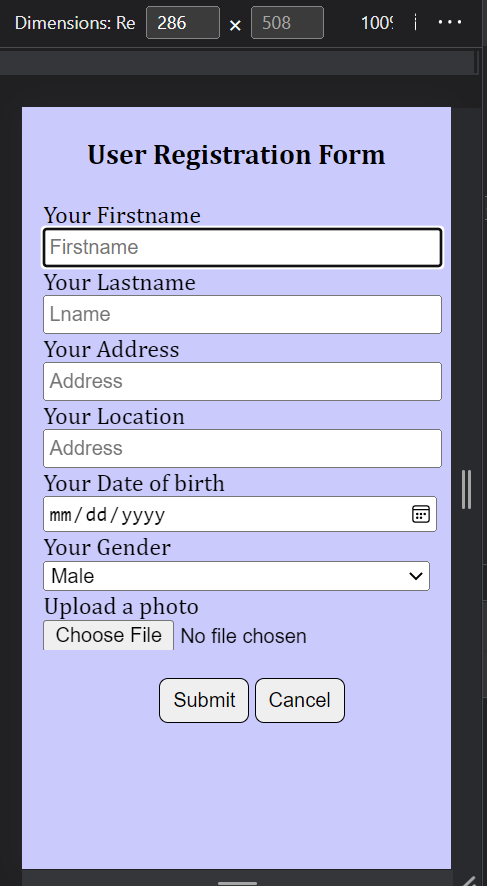 Dimensions: Re 286 × 508 100%
User Registration Form
Your Firstname
Firstname
Your Lastname
Lname
Your Address
Address
Your Location
Address
Your Date of birth
mm/dd/yyyy
Your Gender
Male
Upload a photo
Choose File No file chosen
Submit Cancel